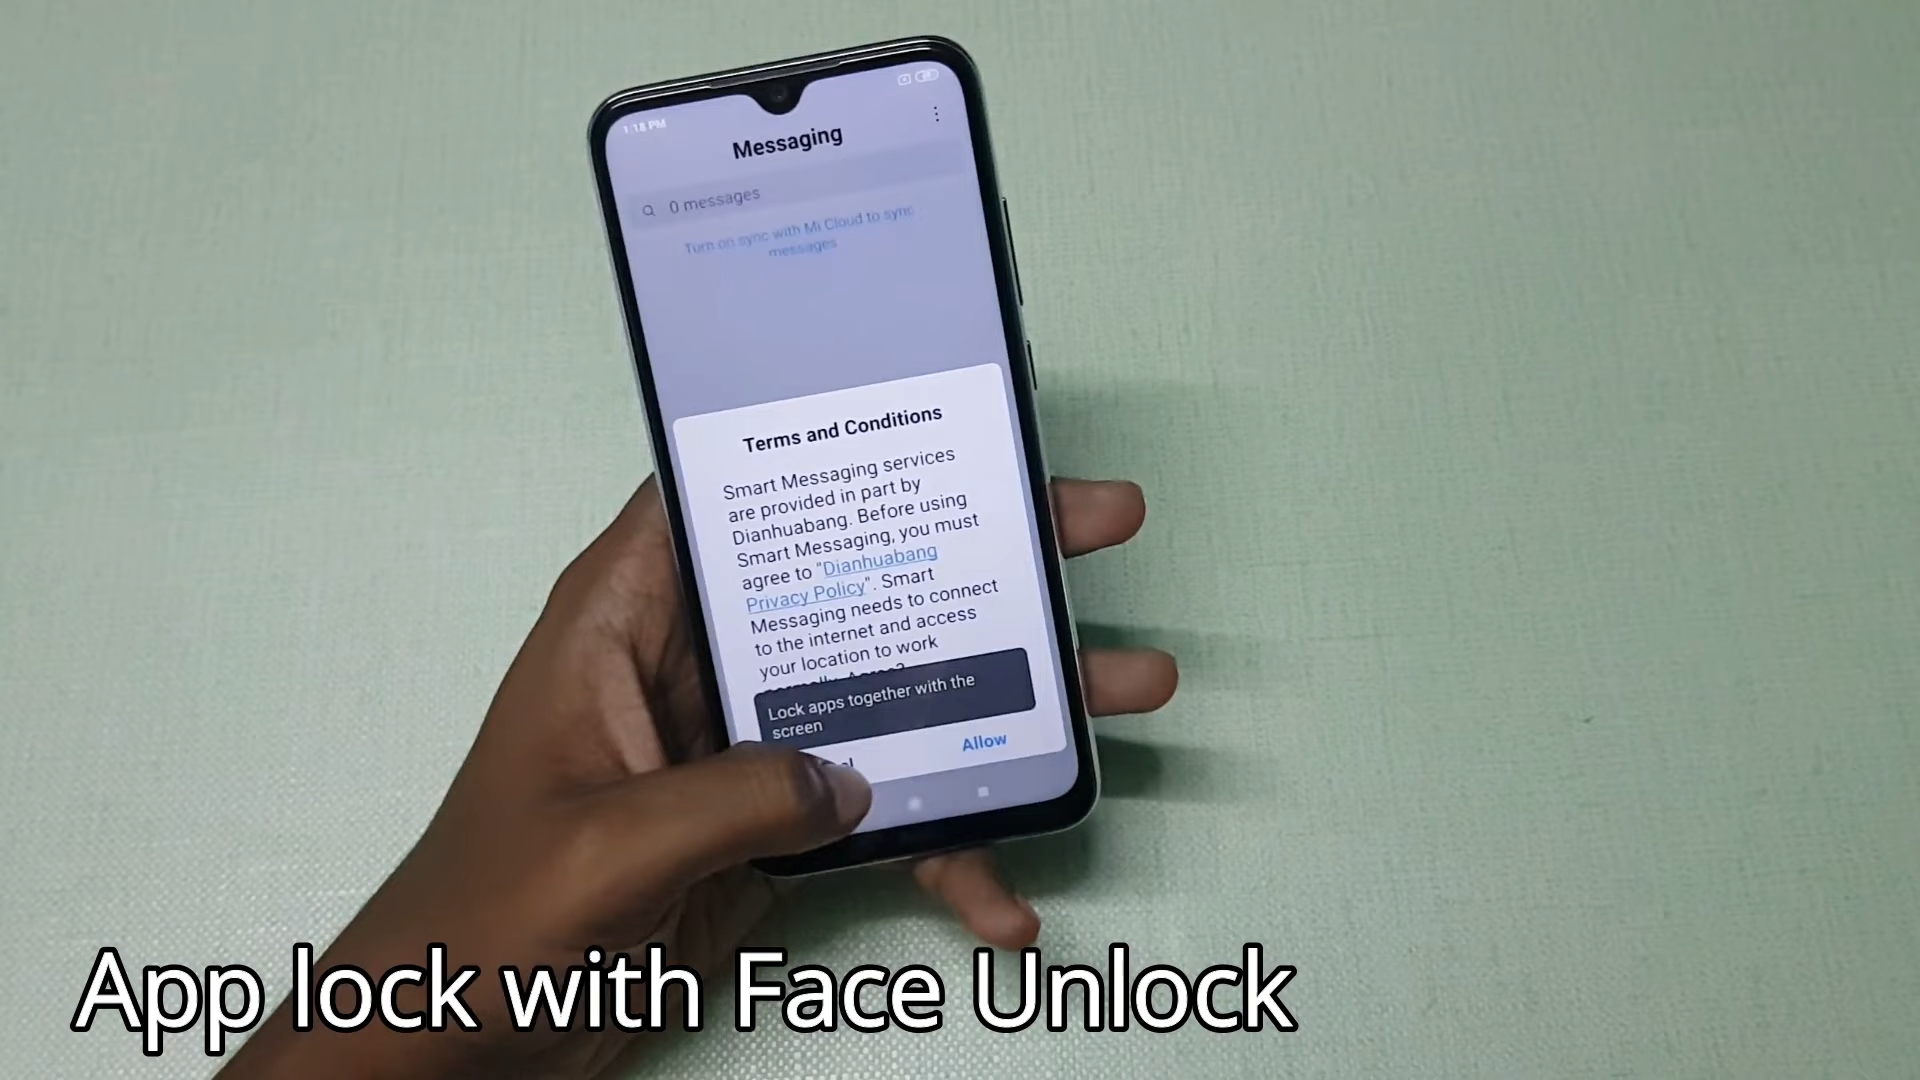 1:18 PM
Messaging
0 messages
Turn on sync with Mi Cloud to sync
messages
Terms and Conditions
Smart Messaging services
are provided in part by
Dianhuabang. Before using
Smart Messaging, you must
agree to "Dianhuabang
Privacy Policy". Smart
Messaging needs to connect
to the internet and access
your location to work
Lock apps together with the
screen
Allow
App lock with Face Unlock